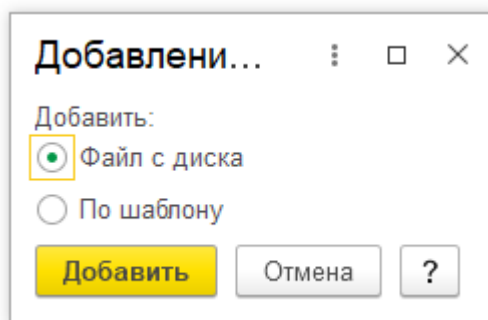 Добавлени...
Добавить:
Файл с диска
По шаблону
Добавить Отмена ?